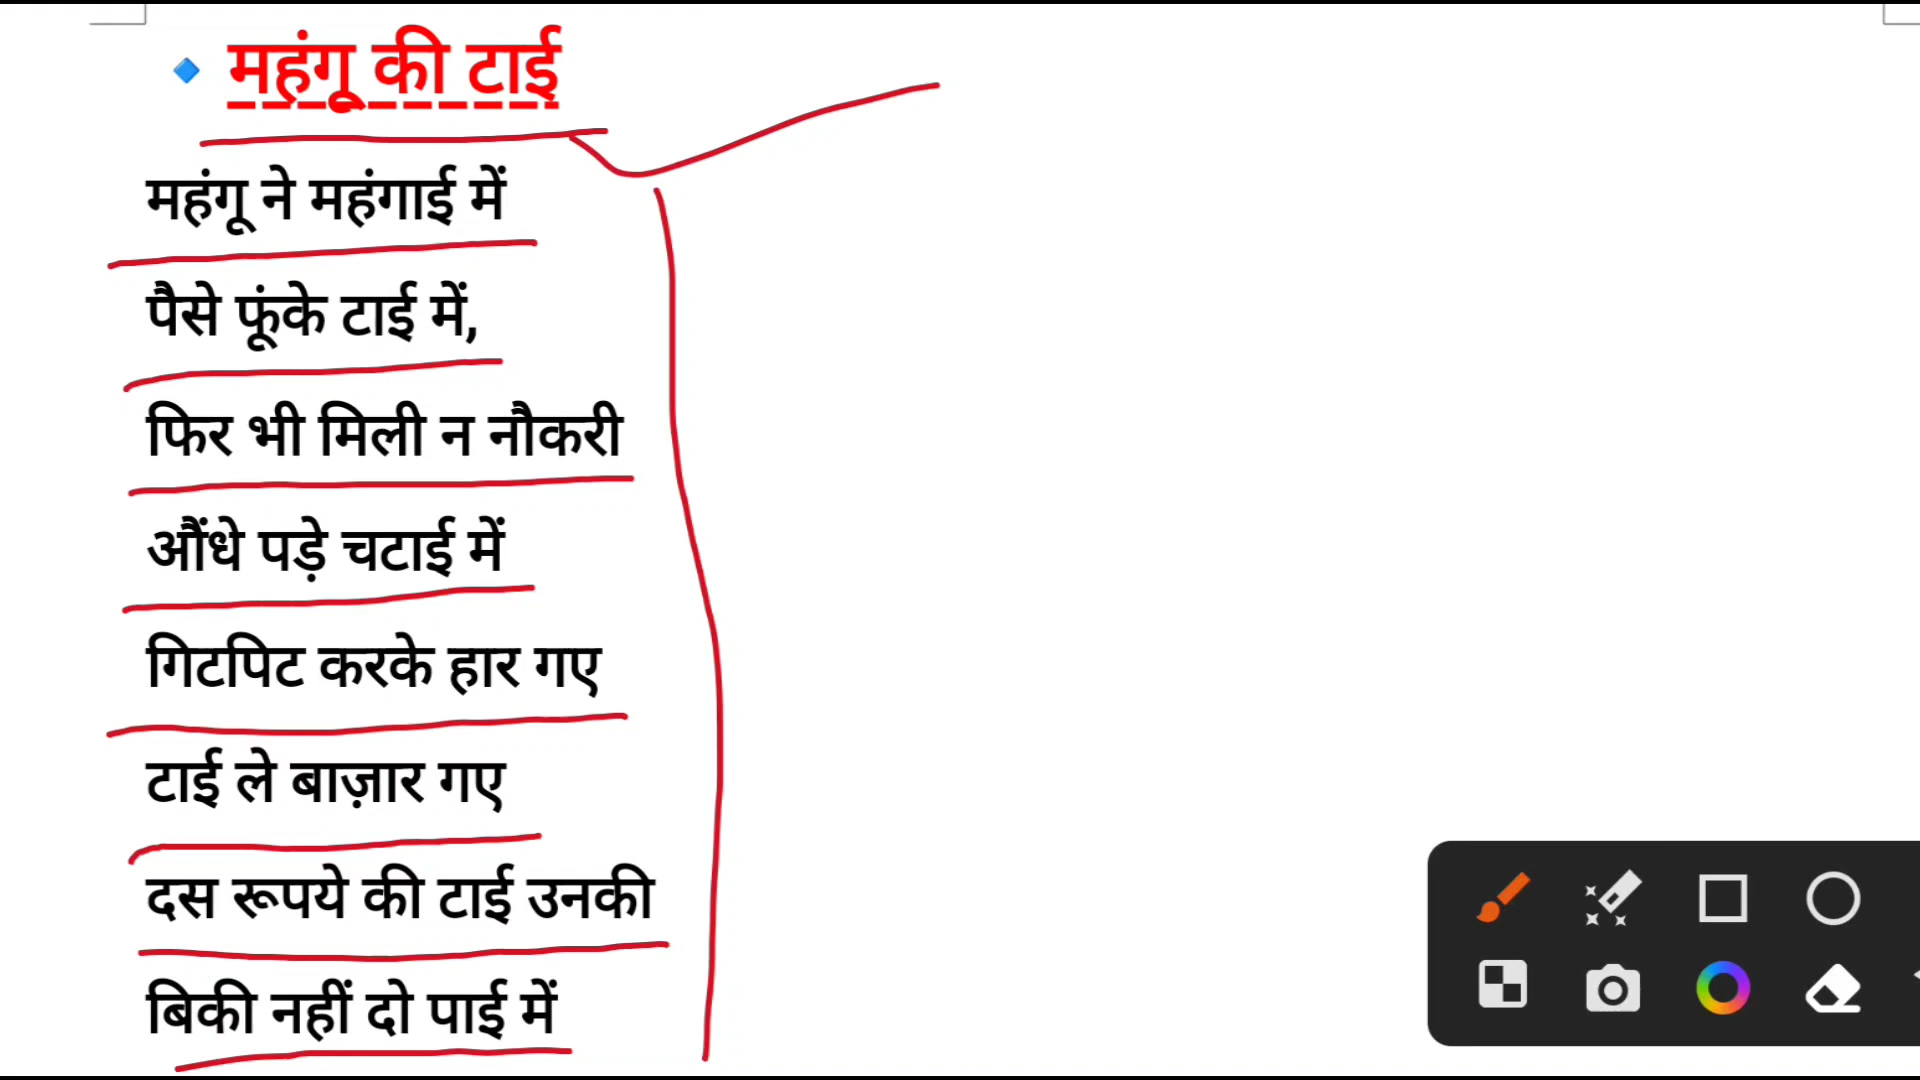 महंगू की टाई
महंगू ने महंगाई में
पैसे फूंके टाई में,
फिर भी मिली न नौकरी
औंधे पड़े चटाई में
गिटपिट करके हार गए
टाई ले बाज़ार गए
दस रूपये की टाई उनकी
बिकी नहीं दो पाई में